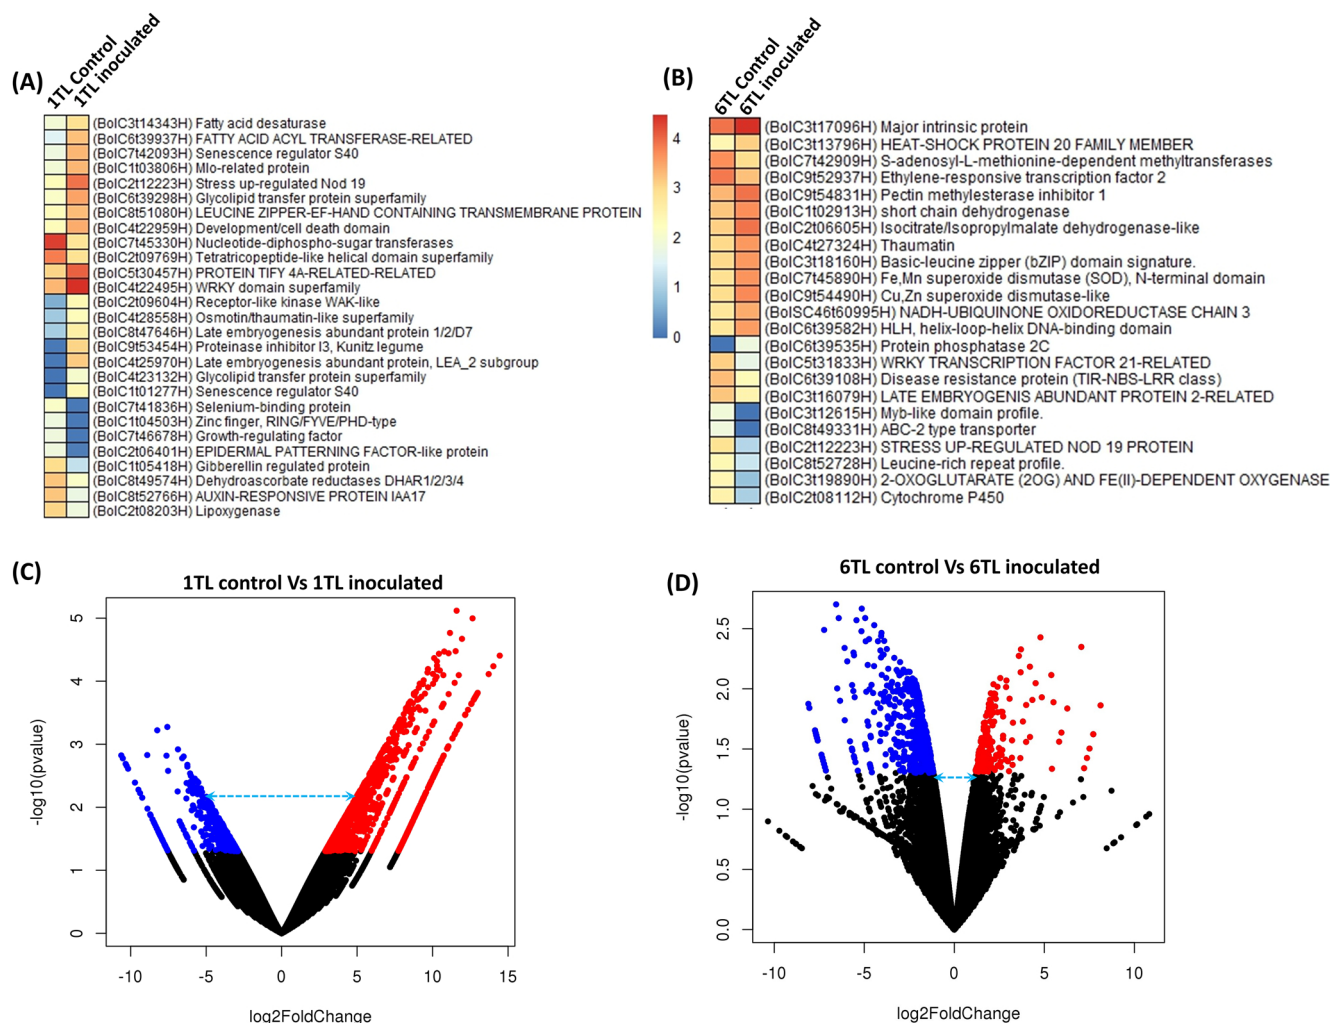 (A)
1TL Control
1TL inoculated
(BolC3t14343H) Fatty acid desaturase
(BolC6t39937H) FATTY ACID ACYL TRANSFERASE-RELATED
(BolC7t42093H) Senescence regulator S40
(BolC1t03806H) Mlo-related protein
(BolC2t12223H) Stress up-regulated Nod 19
(BolC6t39298H) Glycolipid transfer protein superfamily
(BolC8t51080H) LEUCINE ZIPPER-EF-HAND CONTAINING TRANSMEMBRANE PROTEIN
(BolC4t22959H) Development/cell death domain
(BolC7t45330H) Nucleotide-diphospho-sugar transferases
(BolC2t09769H) Tetratricopeptide-like helical domain superfamily
(BolC5t30457H) PROTEIN TIFY 4A-RELATED-RELATED
(BolC4t22495H) WRKY domain superfamily
(BolC2t09604H) Receptor-like kinase WAK-like
(BolC4t28558H) Osmotin/thaumatin-like superfamily
(BolC8t47646H) Late embryogenesis abundant protein 1/2/D7
(BolC9t53454H) Proteinase inhibitor I3, Kunitz legume
(BolC4t25970H) Late embryogenesis abundant protein, LEA_2 subgroup
(BolC4t23132H) Glycolipid transfer protein superfamily
(BolC1t01277H) Senescence regulator S40
(BolC7t41836H) Selenium-binding protein
(BolC1t04503H) Zinc finger, RING/FYVE/PHD-type
(BolC7t46678H) Growth-regulating factor
(BolC2t06401H) EPIDERMAL PATTERNING FACTOR-like protein
(BolC1t05418H) Gibberellin regulated protein
(BolC8t49574H) Dehydroascorbate reductases DHAR1/2/3/4
(BolC8t52766H) AUXIN-RESPONSIVE PROTEIN IAA17
(BolC2t08203H) Lipoxygenase
4
3
2
1
0
(B)
6TL Control
6TL inoculated
(BolC3t17096H) Major intrinsic protein
(BolC3t13796H) HEAT-SHOCK PROTEIN 20 FAMILY MEMBER
(BolC7t42909H) S-adenosyl-L-methionine-dependent methyltransferases
(BolC9t52937H) Ethylene-responsive transcription factor 2
(BolC9t54831H) Pectin methylesterase inhibitor 1
(BolC1t02913H) short chain dehydrogenase
(BolC2t06605H) Isocitrate/Isopropylmalate dehydrogenase-like
(BolC4t27324H) Thaumatin
(BolC3t18160H) Basic-leucine zipper (bZIP) domain signature.
(BolC7t45890H) Fe,Mn superoxide dismutase (SOD), N-terminal domain
(BolC9t54490H) Cu,Zn superoxide dismutase-like
(BolSC46t60995H) NADH-UBIQUINONE OXIDOREDUCTASE CHAIN 3
(BolC6t39582H) HLH, helix-loop-helix DNA-binding domain
(BolC6t39535H) Protein phosphatase 2C
(BolC5t31833H) WRKY TRANSCRIPTION FACTOR 21-RELATED
(BolC6t39108H) Disease resistance protein (TIR-NBS-LRR class)
(BolC3t16079H) LATE EMBRYOGENIS ABUNDANT PROTEIN 2-RELATED
(BolC3t12615H) Myb-like domain profile.
(BolC8t49331H) ABC-2 type transporter
(BolC2t12223H) STRESS UP-REGULATED NOD 19 PROTEIN
(BolC8t52728H) Leucine-rich repeat profile.
(BolC3t19890H) 2-OXOGLUTARATE (2OG) AND FE(II)-DEPENDENT OXYGENASE
(BolC2t08112H) Cytochrome P450
(C)
1TL control Vs 1TL inoculated
-log10(pvalue)
5
4
3
2
1
0
-10 -5 0 5 10 15
log2FoldChange
(D)
6TL control Vs 6TL inoculated
-log10(pvalue)
2.5
2.0
1.5
1.0
0.5
0.0
-10 -5 0 5 10
log2FoldChange